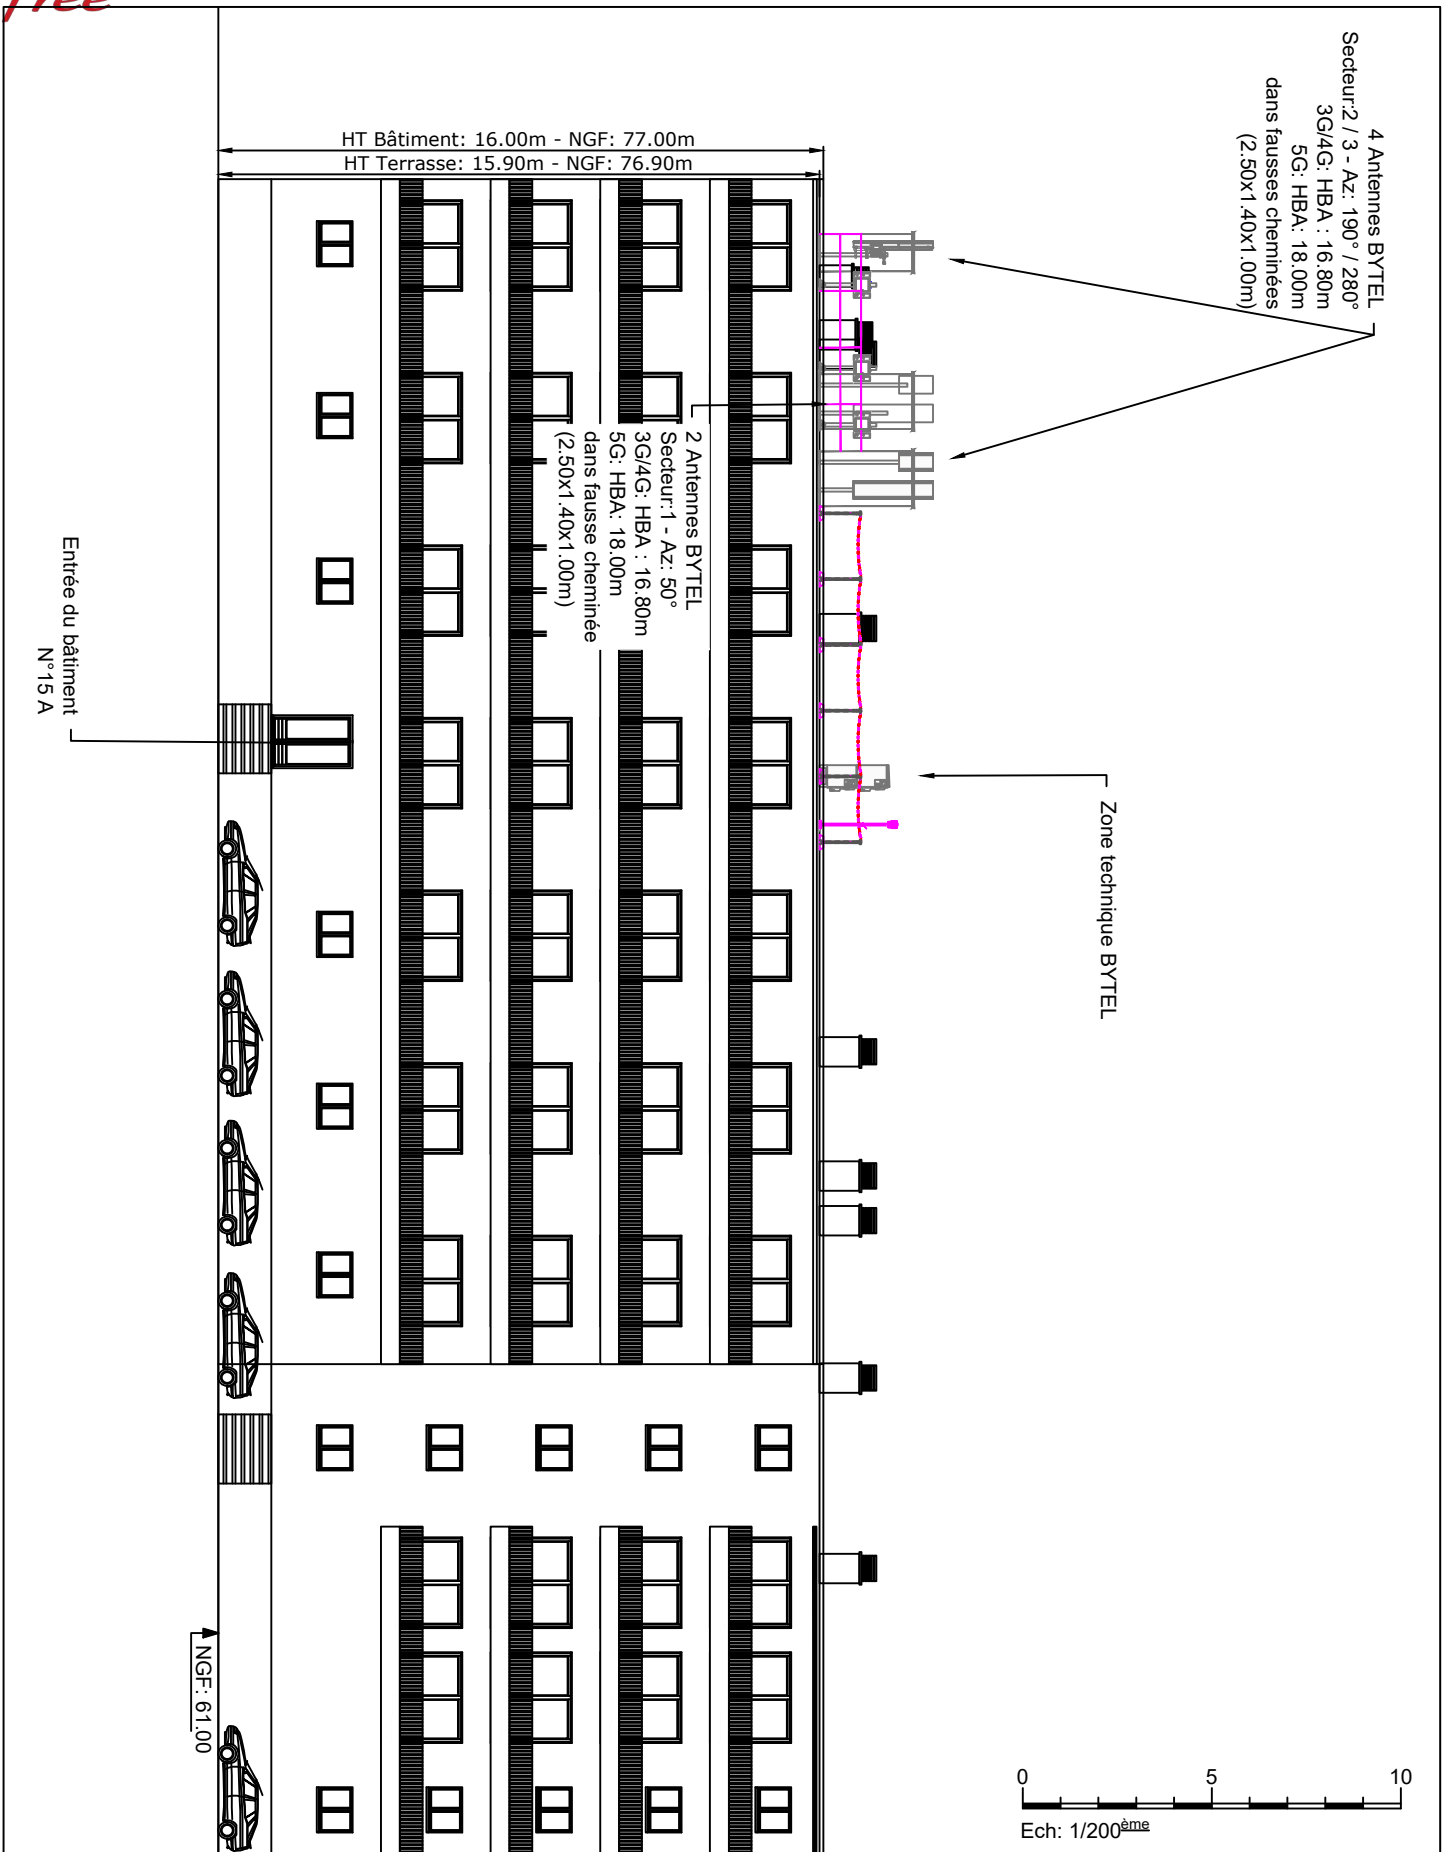 free
4 Antennes BYTEL
Secteur:2 / 3 - Az: 190° / 280°
3G/4G: HBA : 16.80m
5G: HBA: 18.00m
dans fausses cheminées
(2.50x1.40x1.00m)
HT Bâtiment: 16.00m - NGF: 77.00m
HT Terrasse: 15.90m - NGF: 76.90m
2 Antennes BYTEL
Secteur:1 - Az: 50°
3G/4G: HBA : 16.80m
5G: HBA: 18.00m
dans fausse cheminée
(2.50x1.40x1.00m)
Zone technique BYTEL
Entrée du bâtiment
N°15 A
NGF: 61.00
0 5 10
Ech: 1/200ème